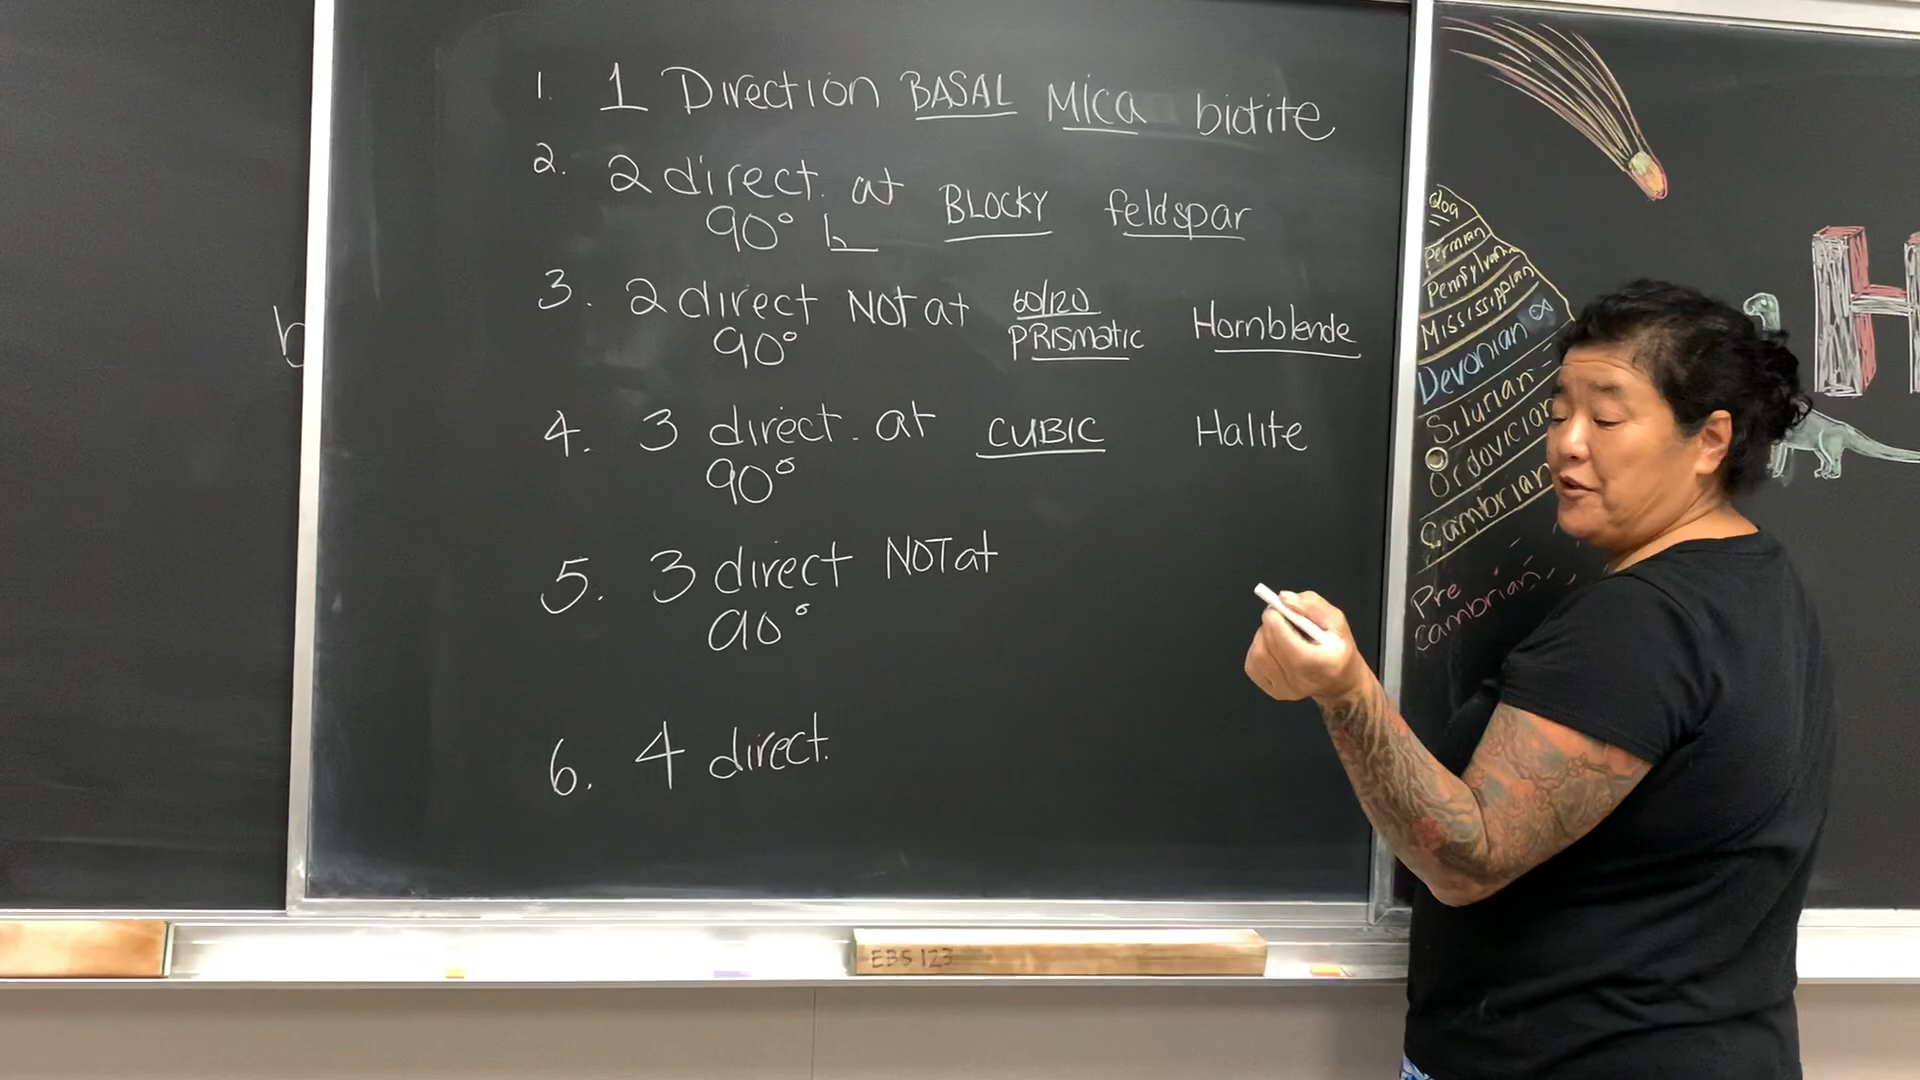 1. 1 Direction BASAL Mica biotite
2. 2 direct. at BLOCKY feldspar
90°
3. 2 direct NOT at 60/120 Hornblende
90° PRismatic
4. 3 direct. at CUBIC Halite
90°
5. 3 direct NOT at
90°
6. 4 direct.
b
Permian
Pennsylvan
Mississippian
Devonian
Silurian
Ordovician
Cambrian
Pre
cambrian
H
EBS 123